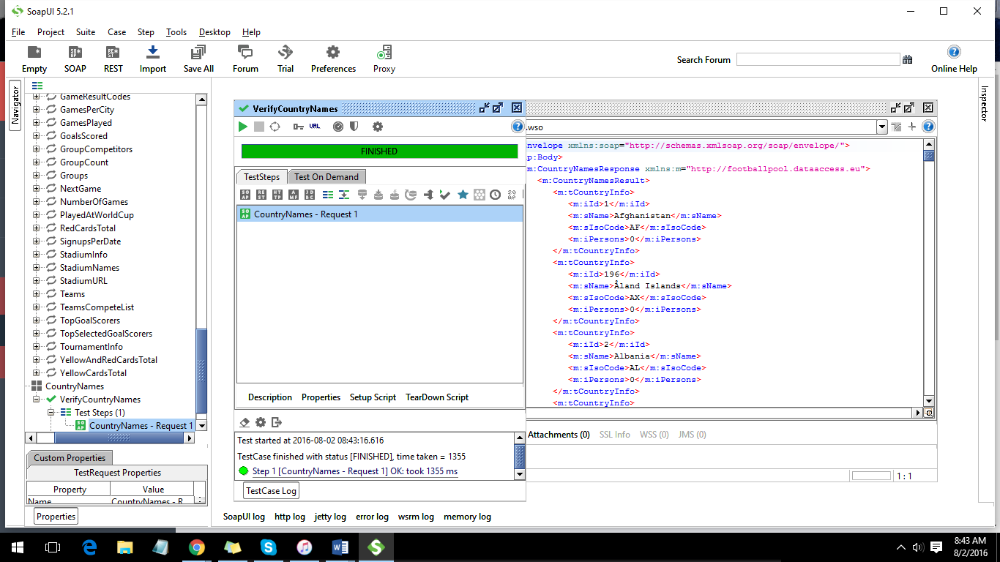 SoapUI 5.2.1
File Project Suite Case Step Tools Desktop Help
Empty SOAP REST Import Save All Forum Trial Preferences Proxy Search Forum Online Help
Navigator
GameResultCodes
GamesPerCity
GamesPlayed
GoalsScored
GroupCompetitors
GroupCount
Groups
NextGame
NumberOfGames
PlayedAtWorldCup
RedCardsTotal
SignupsPerDate
StadiumInfo
StadiumNames
StadiumURL
Teams
TeamsCompeteList
TopGoalScorers
TopSelectedGoalScorers
TournamentInfo
YellowAndRedCardsTotal
YellowCardsTotal
CountryNames
VerifyCountryNames
Test Steps (1)
CountryNames - Request 1
Custom Properties
TestRequest Properties
Property Value
Name CountryNames - R
Properties
VerifyCountryNames
URL
FINISHED
TestSteps Test On Demand
CountryNames - Request 1
Description Properties Setup Script TearDown Script
Test started at 2016-08-02 08:43:16.616
TestCase finished with status [FINISHED], time taken = 1355
Step 1 [CountryNames - Request 1] OK: took 1355 ms
TestCase Log
.wso
nvelope xmlns:soap="http://schemas.xmlsoap.org/soap/envelope/">
p:Body>
m:CountryNamesResponse xmlns:m="http://footballpool.dataaccess.eu">
<m:CountryNamesResult>
<m:tCountryInfo>
<m:iId>1</m:iId>
<m:sName>Afghanistan</m:sName>
<m:sIsoCode>AF</m:sIsoCode>
<m:iPersons>0</m:iPersons>
</m:tCountryInfo>
<m:tCountryInfo>
<m:iId>196</m:iId>
<m:sName>Åland Islands</m:sName>
<m:sIsoCode>AX</m:sIsoCode>
<m:iPersons>0</m:iPersons>
</m:tCountryInfo>
<m:tCountryInfo>
<m:iId>2</m:iId>
<m:sName>Albania</m:sName>
<m:sIsoCode>AL</m:sIsoCode>
<m:iPersons>0</m:iPersons>
</m:tCountryInfo>
<m:tCountryInfo>
Attachments (0) SSL Info WSS (0) JMS (0)
1 : 1
Inspector
SoapUI log http log jetty log error log wsrm log memory log
8:43 AM
8/2/2016